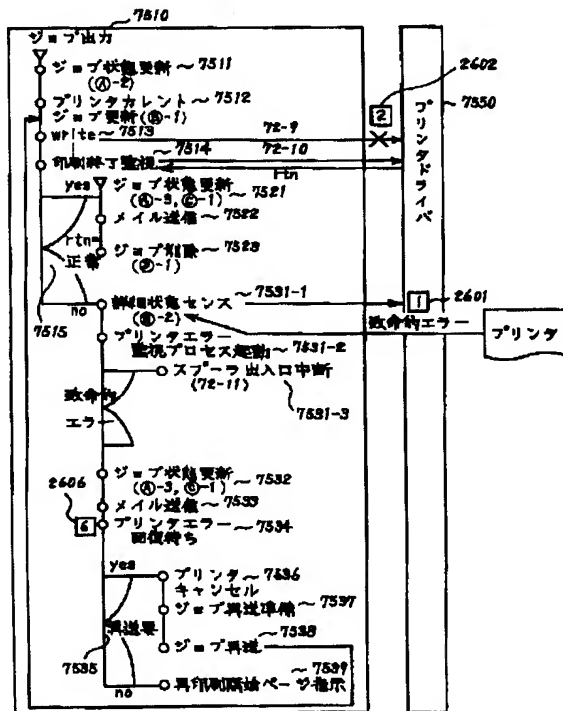 7510
ジョブ出力
ジョブ状態更新 7511
(Ⓐ-2)
プリンタカレント 7512
ジョブ更新(Ⓑ-1)
write 7513
72-9
7514
印刷終了監視
72-10
rtn
2602
2
プリンタドライバ
7550
yes
ジョブ状態更新 7521
(Ⓐ-3, Ⓒ-1)
メイル送信 7522
rtn=
正常
ジョブ削除 7523
(Ⓓ-1)
no
7515
詳細状態センス 7531-1
(Ⓑ-2)
1
2601
致命的エラー
プリンタ
プリンタエラー
監視プロセス起動 7531-2
スプーラ出入口中断
(72-11)
7531-3
致命的
エラー
ジョブ状態更新 7532
(Ⓐ-3, Ⓒ-1)
メイル送信 7533
2606
6
プリンタエラー 7534
回復待ち
yes
プリンタ 7536
キャンセル
ジョブ再送準備 7537
再送要
ジョブ再送 7538
7535
no
再印刷開始ページ指示 7539